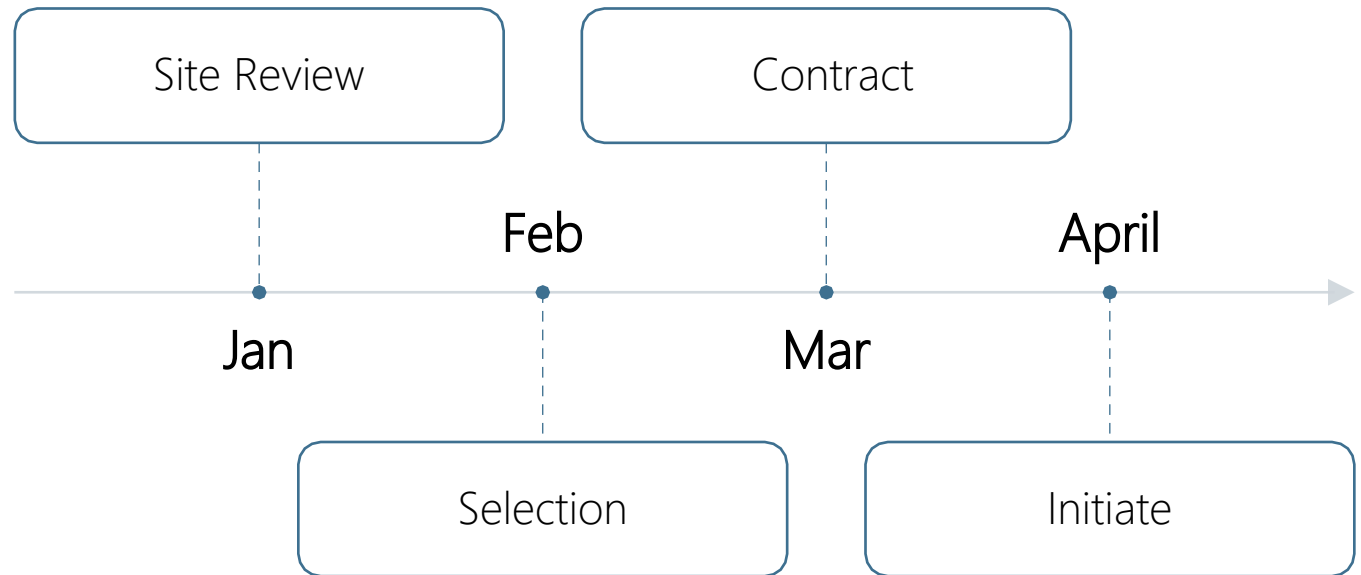 Site Review
Contract
Feb
April
Jan
Mar
Selection
Initiate